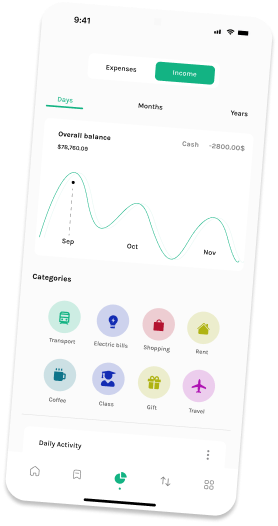 9:41
Expenses Income
Days Months Years
Overall balance Cash -2800.00$
$78,760.09
Sep Oct Nov
Categories
Transport Electric bills Shopping Rent
Coffee Class Gift Travel
Daily Activity